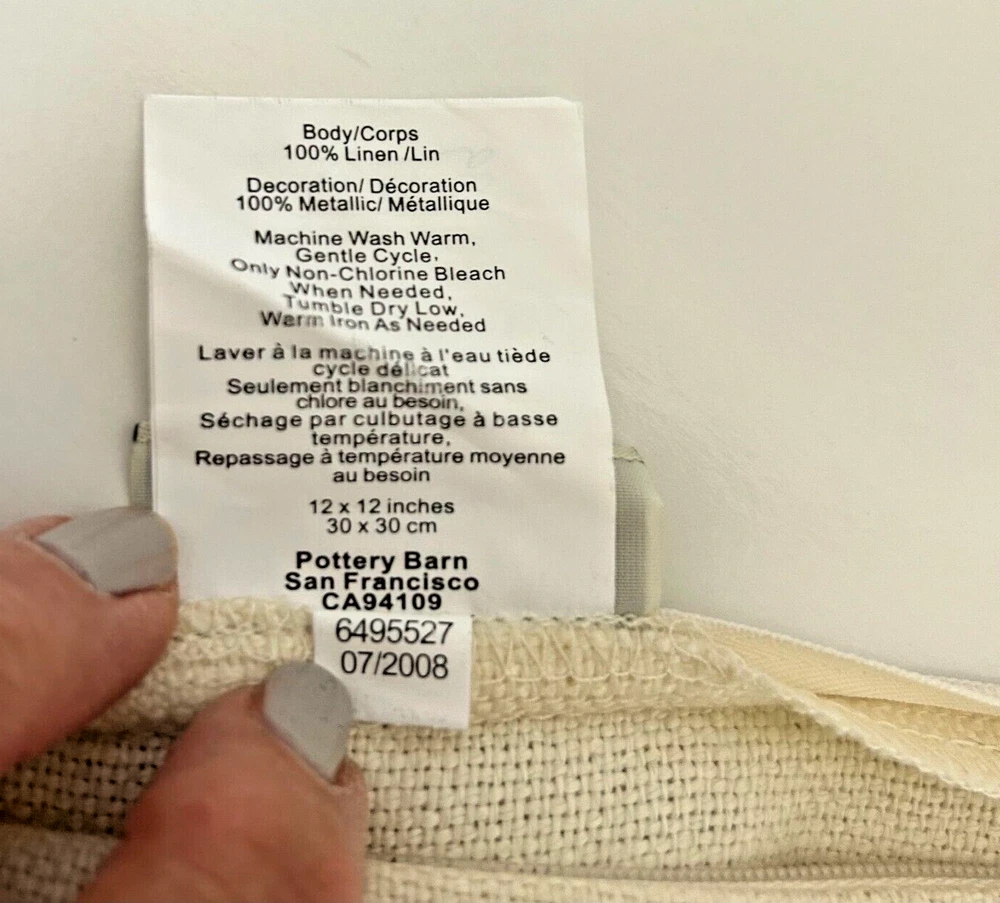 Body/Corps
100% Linen /Lin
Decoration/ Décoration
100% Metallic/ Métallique
Machine Wash Warm,
Gentle Cycle,
Only Non-Chlorine Bleach
When Needed,
Tumble Dry Low,
Warm Iron As Needed
Laver à la machine à l'eau tiède
cycle délicat
Seulement blanchiment sans
chlore au besoin,
Séchage par culbutage à basse
température,
Repassage à température moyenne
au besoin
12 x 12 inches
30 x 30 cm
Pottery Barn
San Francisco
CA94109
6495527
07/2008